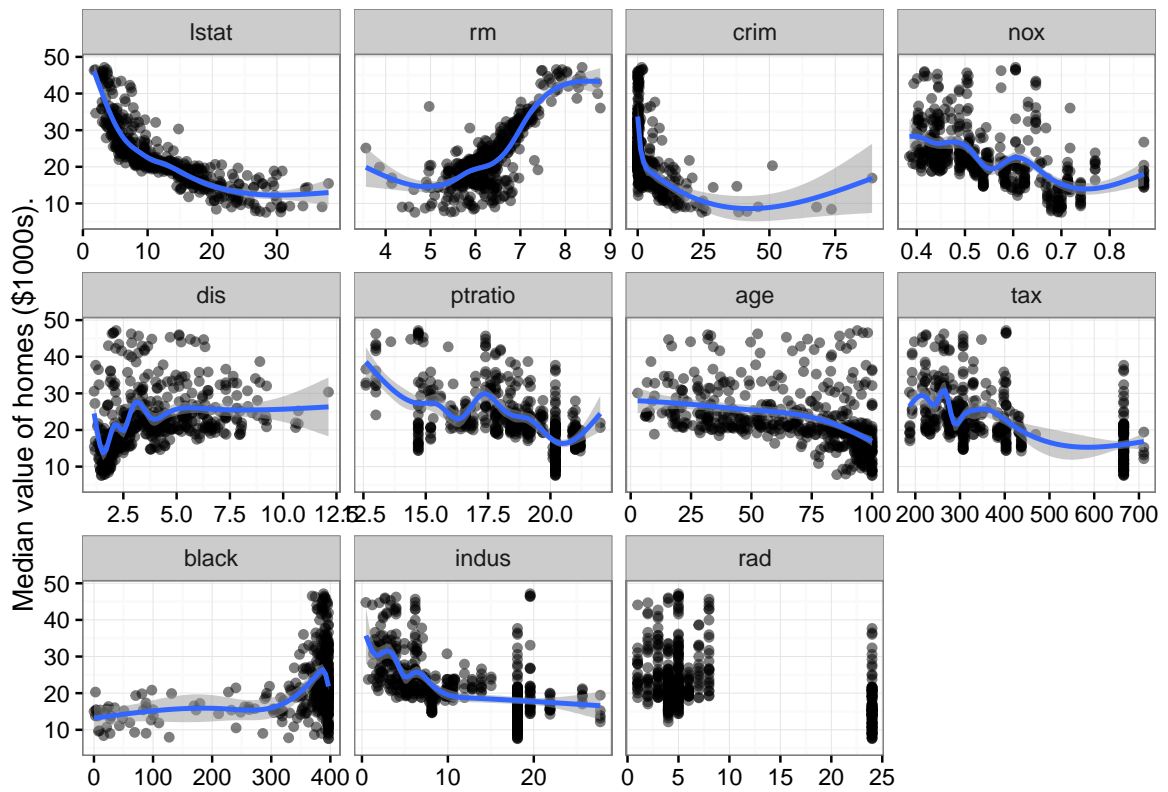 lstat rm crim nox
50
40
30
20
10
0 10 20 30 4 5 6 7 8 9 0 25 50 75 0.4 0.5 0.6 0.7 0.8
dis ptratio age tax
50
40
30
20
10
2.5 5.0 7.5 10.0 12.5 12.5 15.0 17.5 20.0 0 25 50 75 100 200 300 400 500 600 700
black indus rad
50
40
30
20
10
0 100 200 300 400 0 10 20 0 5 10 15 20 25
Median value of homes ($1000s).